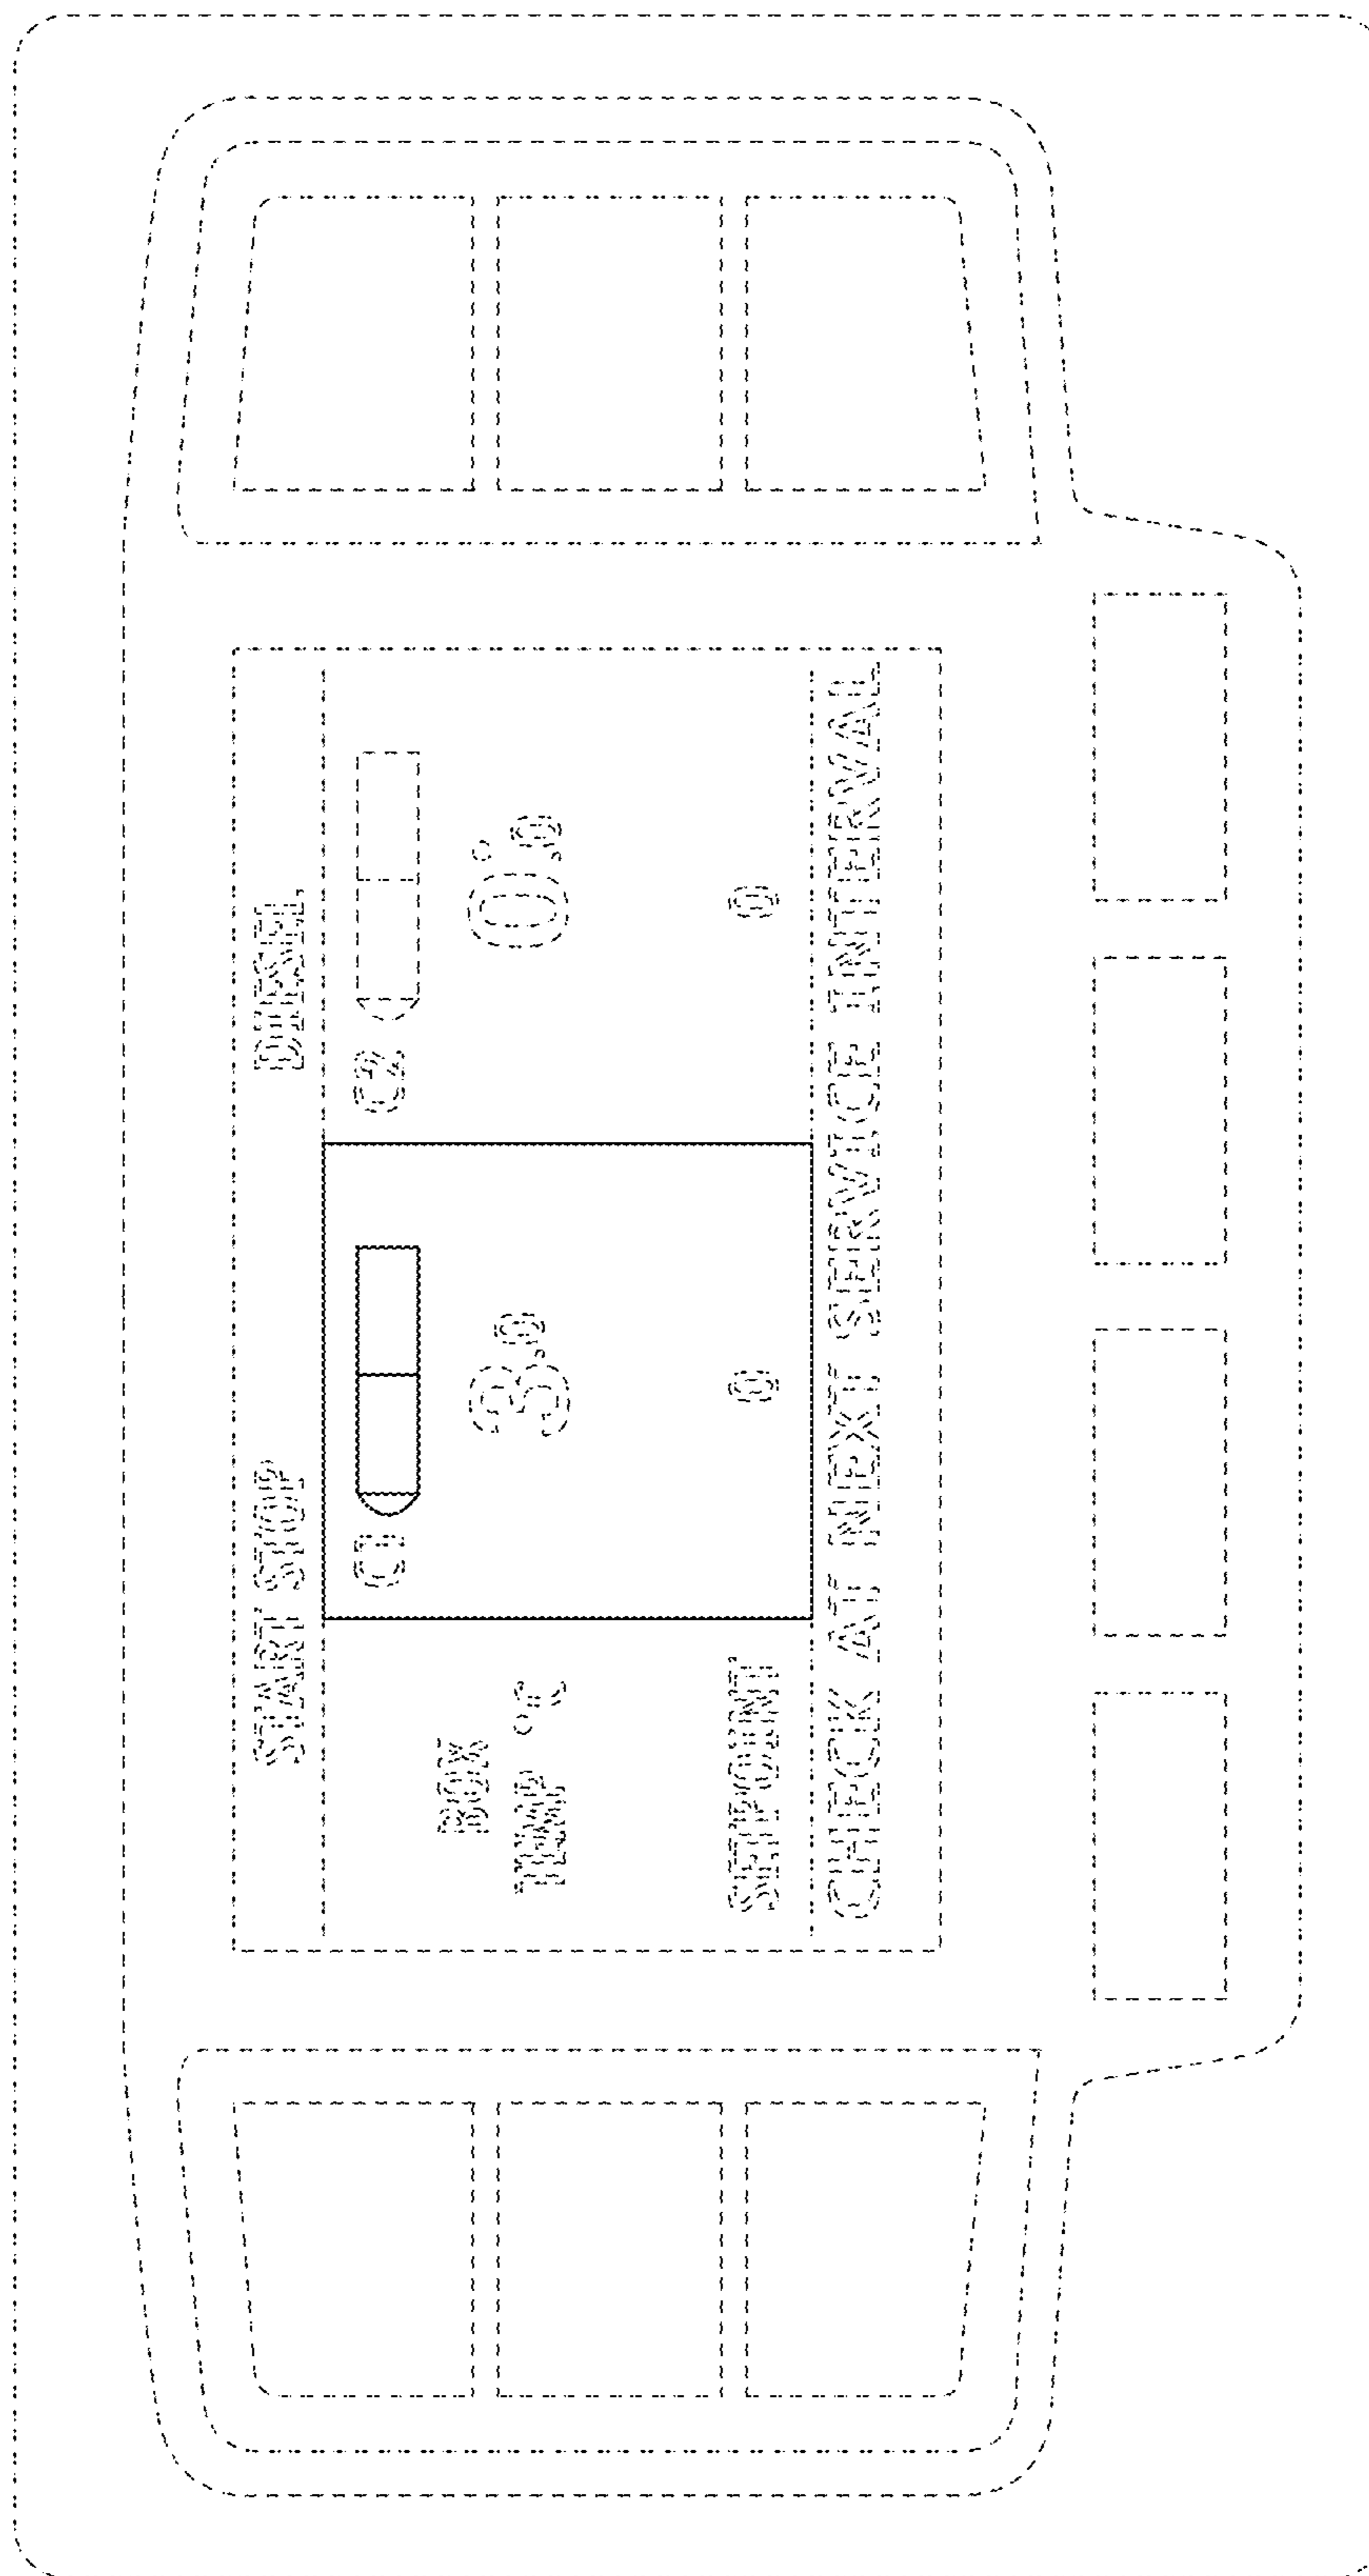 START STOP DIESEL
C1 C2
BOX
TEMP °C 3.0 0°.0
SETPOINT 0 0
CHECK AT NEXT SERVICE INTERVAL